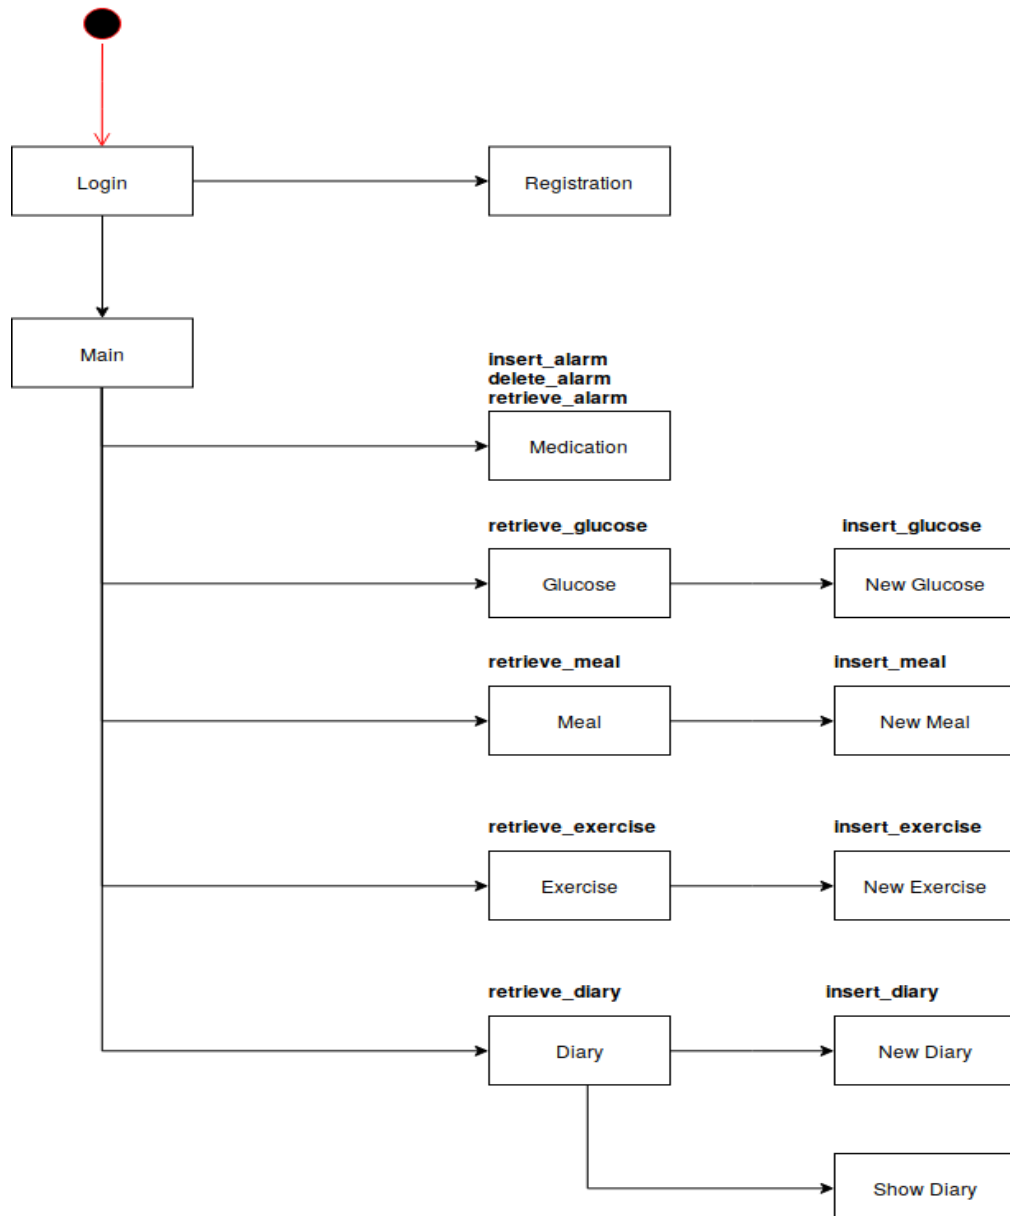 Login
Registration
Main
insert_alarm
delete_alarm
retrieve_alarm
Medication
retrieve_glucose
insert_glucose
Glucose
New Glucose
retrieve_meal
insert_meal
Meal
New Meal
retrieve_exercise
insert_exercise
Exercise
New Exercise
retrieve_diary
insert_diary
Diary
New Diary
Show Diary